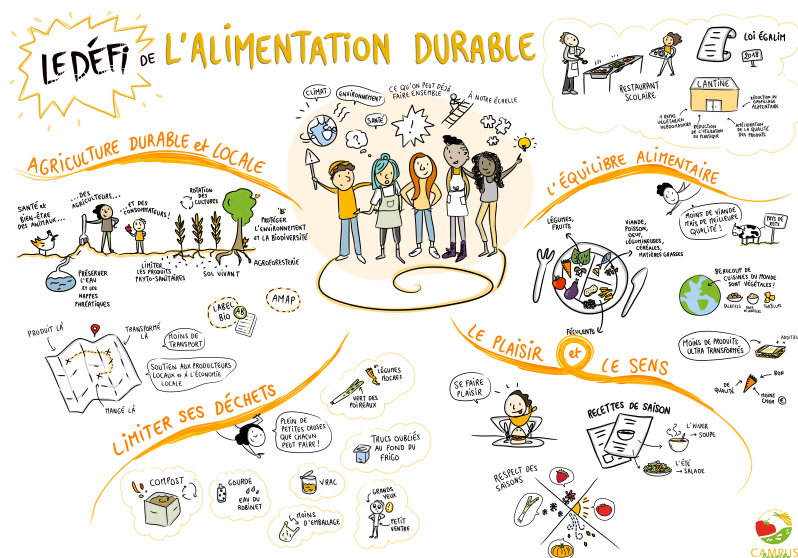 LE DÉFI DE L'ALIMENTATION DURABLE
LOI ÉGALIM
2018
RESTAURANT
SCOLAIRE
CANTINE
RÉDUCTION DU
GASPILLAGE
ALIMENTAIRE
1 REPAS
VÉGÉTARIEN
HEBDOMADAIRE
RÉDUCTION DE
L'UTILISATION DU
PLASTIQUE
AMÉLIORATION
DE LA QUALITÉ
DES PRODUITS
CLIMAT
ENVIRONNEMENT
SANTÉ
CE QU'ON PEUT DÉJÀ
FAIRE ENSEMBLE
À NOTRE ÉCHELLE
?
!
AGRICULTURE DURABLE et LOCALE
SANTÉ et
BIEN-ÊTRE
DES ANIMAUX...
...DES
AGRICULTEURS...
...ET DES
CONSOMMATEURS !
ROTATION
DES
CULTURES
PROTÉGER
L'ENVIRONNEMENT
et LA BIODIVERSITÉ
PRÉSERVER
L'EAU
ET LES
NAPPES
PHRÉATIQUES
LIMITER
LES PRODUITS
PHYTO-SANITAIRES
SOL VIVANT
AGROFORESTERIE
LABEL
BIO
AB
AMAP
PRODUIT LÀ
TRANSFORMÉ
LÀ
MOINS DE
TRANSPORT
SOUTIEN AUX PRODUCTEURS
LOCAUX et À L'ÉCONOMIE
LOCALE
MANGÉ LÀ
L'ÉQUILIBRE ALIMENTAIRE
LÉGUMES,
FRUITS
VIANDE,
POISSON,
OEUF,
LÉGUMINEUSES,
CÉRÉALES,
MATIÈRES GRASSES
FÉCULENTS
MOINS DE VIANDE
MAIS DE MEILLEURE
QUALITÉ !
BEAUCOUP DE
CUISINES DU MONDE
SONT VÉGÉTALES !
FALAFELS
TORTILLAS
MOINS DE PRODUITS
ULTRA TRANSFORMÉS
ADDITIFS
BON
DE
QUALITÉ
MOINS
CHER
LIMITER SES DÉCHETS
PLEIN DE
PETITES CHOSES
QUE CHACUN
PEUT FAIRE !
LÉGUMES
MOCHES
VERT DES
POIREAUX
TRUCS OUBLIÉS
AU FOND DU
FRIGO
COMPOST
GOURDE
EAU DU
ROBINET
VRAC
MOINS
D'EMBALLAGE
GRANDS
YEUX
PETIT
VENTRE
LE PLAISIR et LE SENS
SE FAIRE
PLAISIR
RECETTES DE SAISON
L'HIVER
SOUPE
L'ÉTÉ
SALADE
RESPECT DES
SAISONS
CAMPUS